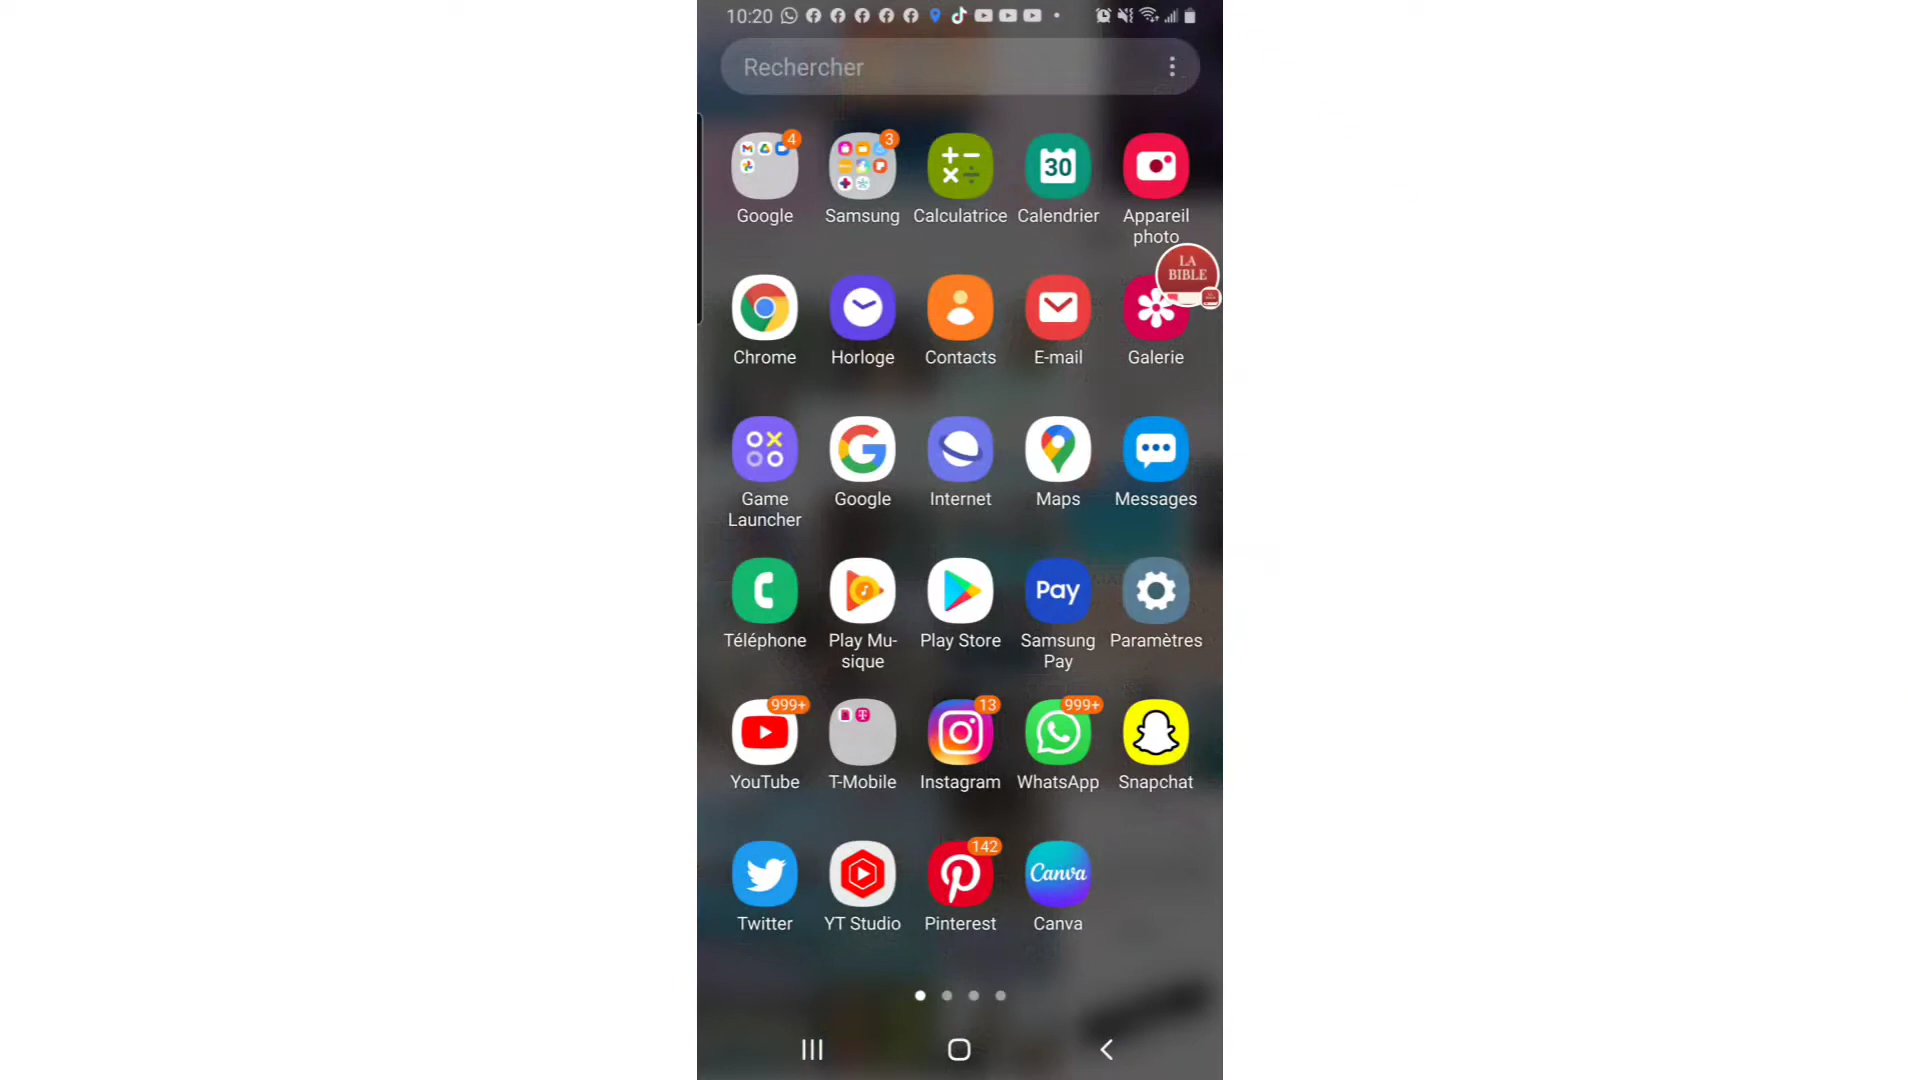 10:20
Rechercher
4
3
30
Google
Samsung
Calculatrice
Calendrier
Appareil
photo
LA
BIBLE
Chrome
Horloge
Contacts
E-mail
Galerie
Game
Launcher
Google
Internet
Maps
Messages
Pay
Téléphone
Play Mu-
sique
Play Store
Samsung
Pay
Paramètres
999+
13
999+
YouTube
T-Mobile
Instagram
WhatsApp
Snapchat
142
Canva
Twitter
YT Studio
Pinterest
Canva